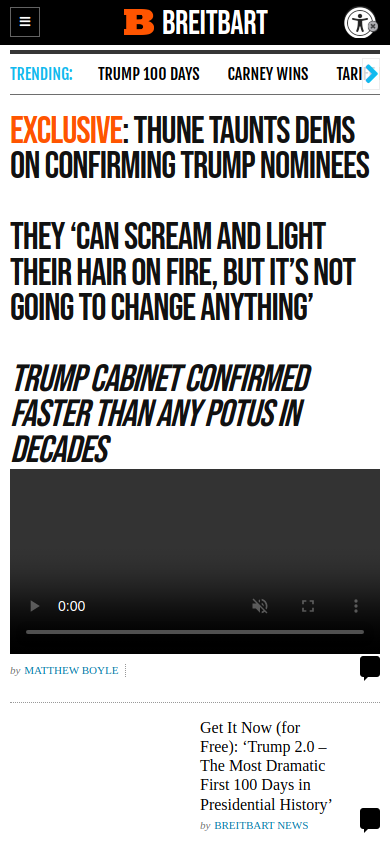 BREITBART
TRENDING: TRUMP 100 DAYS CARNEY WINS TARI
EXCLUSIVE: THUNE TAUNTS DEMS
ON CONFIRMING TRUMP NOMINEES
THEY ‘CAN SCREAM AND LIGHT
THEIR HAIR ON FIRE, BUT IT’S NOT
GOING TO CHANGE ANYTHING’
TRUMP CABINET CONFIRMED
FASTER THAN ANY POTUS IN
DECADES
0:00
by MATTHEW BOYLE
Get It Now (for
Free): ‘Trump 2.0 –
The Most Dramatic
First 100 Days in
Presidential History’
by BREITBART NEWS